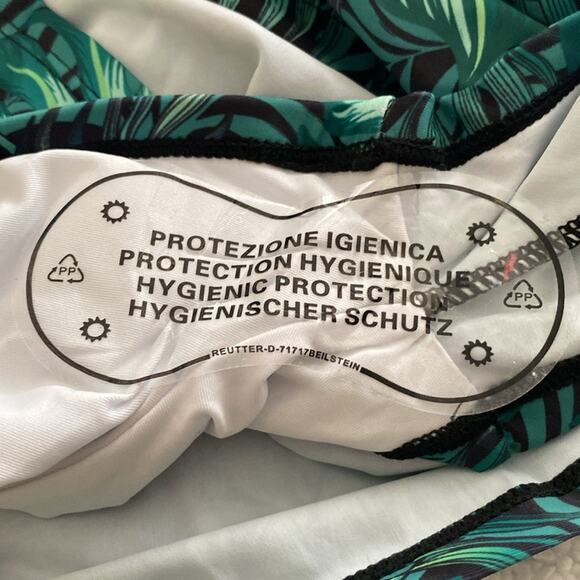 PROTEZIONE IGIENICA
PROTECTION HYGIENIQUE
HYGIENIC PROTECTION
HYGIENISCHER SCHUTZ
REUTTER-D-71717BEILSTEIN
PP
PP